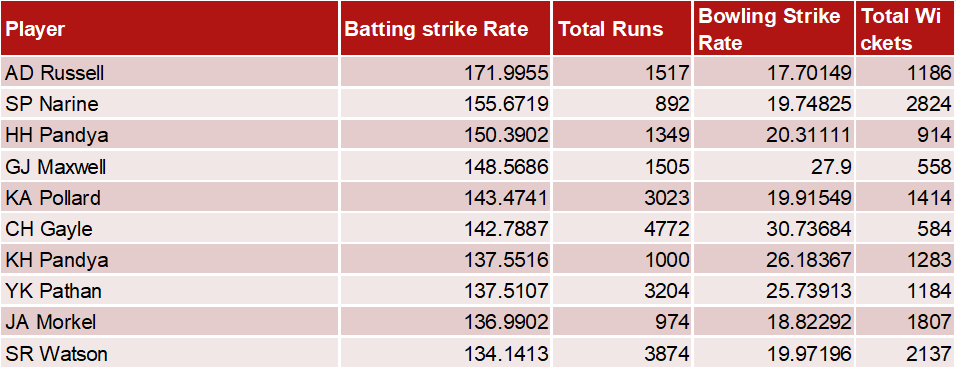 Player Batting strike Rate Total Runs Bowling Strike Rate Total Wi ckets
AD Russell 171.9955 1517 17.70149 1186
SP Narine 155.6719 892 19.74825 2824
HH Pandya 150.3902 1349 20.31111 914
GJ Maxwell 148.5686 1505 27.9 558
KA Pollard 143.4741 3023 19.91549 1414
CH Gayle 142.7887 4772 30.73684 584
KH Pandya 137.5516 1000 26.18367 1283
YK Pathan 137.5107 3204 25.73913 1184
JA Morkel 136.9902 974 18.82292 1807
SR Watson 134.1413 3874 19.97196 2137